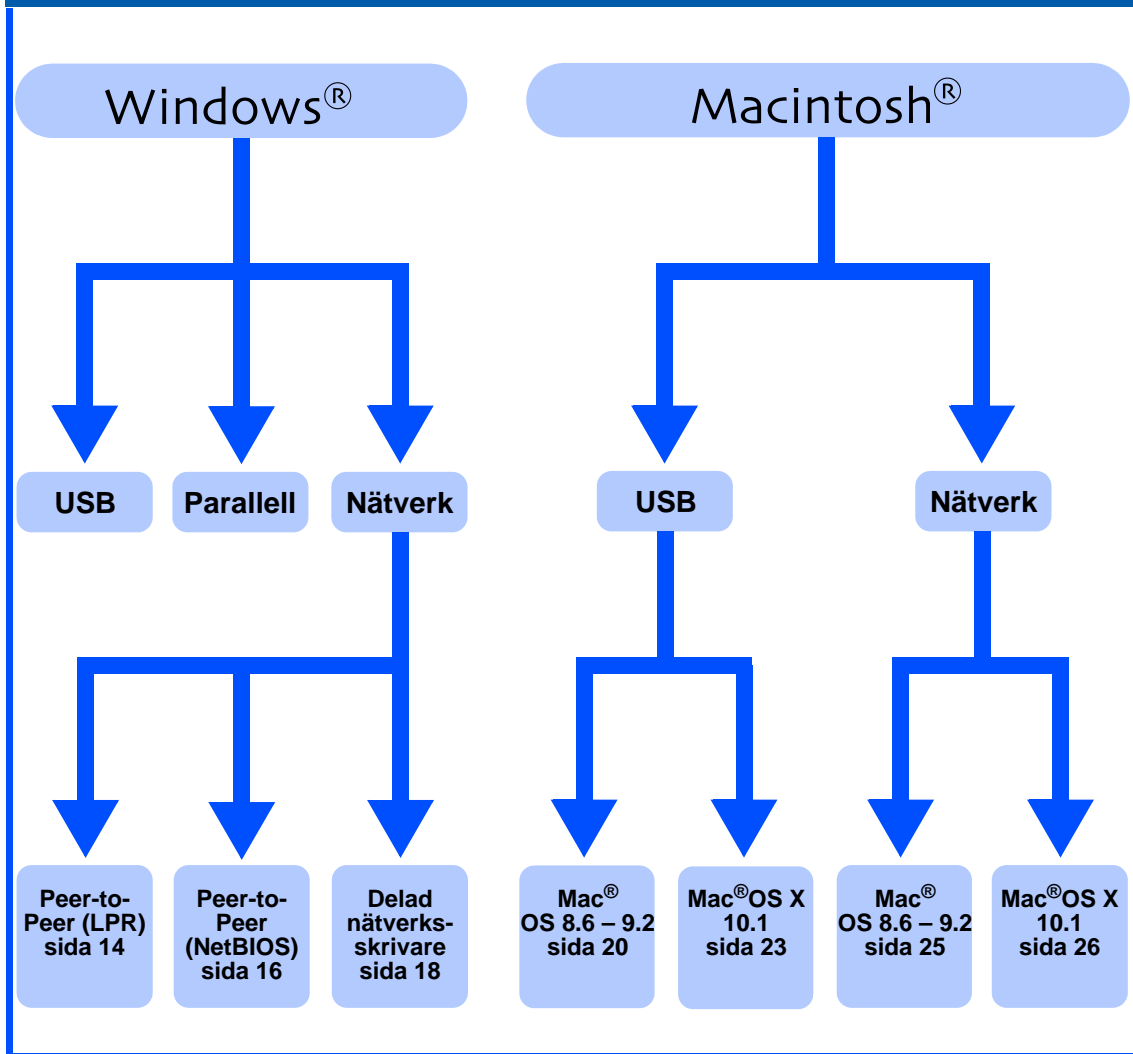 Windows®
Macintosh®
USB
Parallell
Nätverk
USB
Nätverk
Peer-to-
Peer (LPR)
sida 14
Peer-to-
Peer
(NetBIOS)
sida 16
Delad
nätverks-
skrivare
sida 18
Mac®
OS 8.6 – 9.2
sida 20
Mac®OS X
10.1
sida 23
Mac®
OS 8.6 – 9.2
sida 25
Mac®OS X
10.1
sida 26